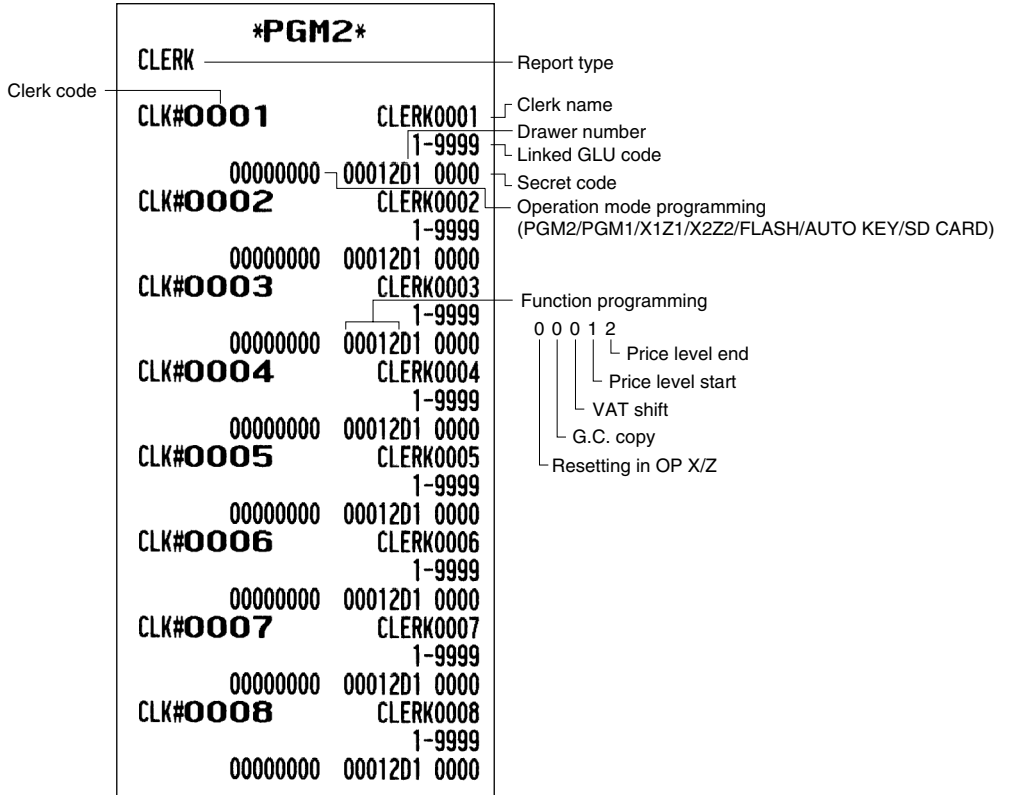 *PGM2*
CLERK
Report type
Clerk code
CLK#0001 CLERK0001
Clerk name
1-9999
Drawer number
Linked GLU code
00000000 00012D1 0000
Secret code
CLK#0002 CLERK0002
Operation mode programming
(PGM2/PGM1/X1Z1/X2Z2/FLASH/AUTO KEY/SD CARD)
1-9999
00000000 00012D1 0000
CLK#0003 CLERK0003
1-9999
00000000 00012D1 0000
CLK#0004 CLERK0004
1-9999
00000000 00012D1 0000
CLK#0005 CLERK0005
1-9999
00000000 00012D1 0000
CLK#0006 CLERK0006
1-9999
00000000 00012D1 0000
CLK#0007 CLERK0007
1-9999
00000000 00012D1 0000
CLK#0008 CLERK0008
1-9999
00000000 00012D1 0000
Function programming
0 0 0 1 2
Price level end
Price level start
VAT shift
G.C. copy
Resetting in OP X/Z